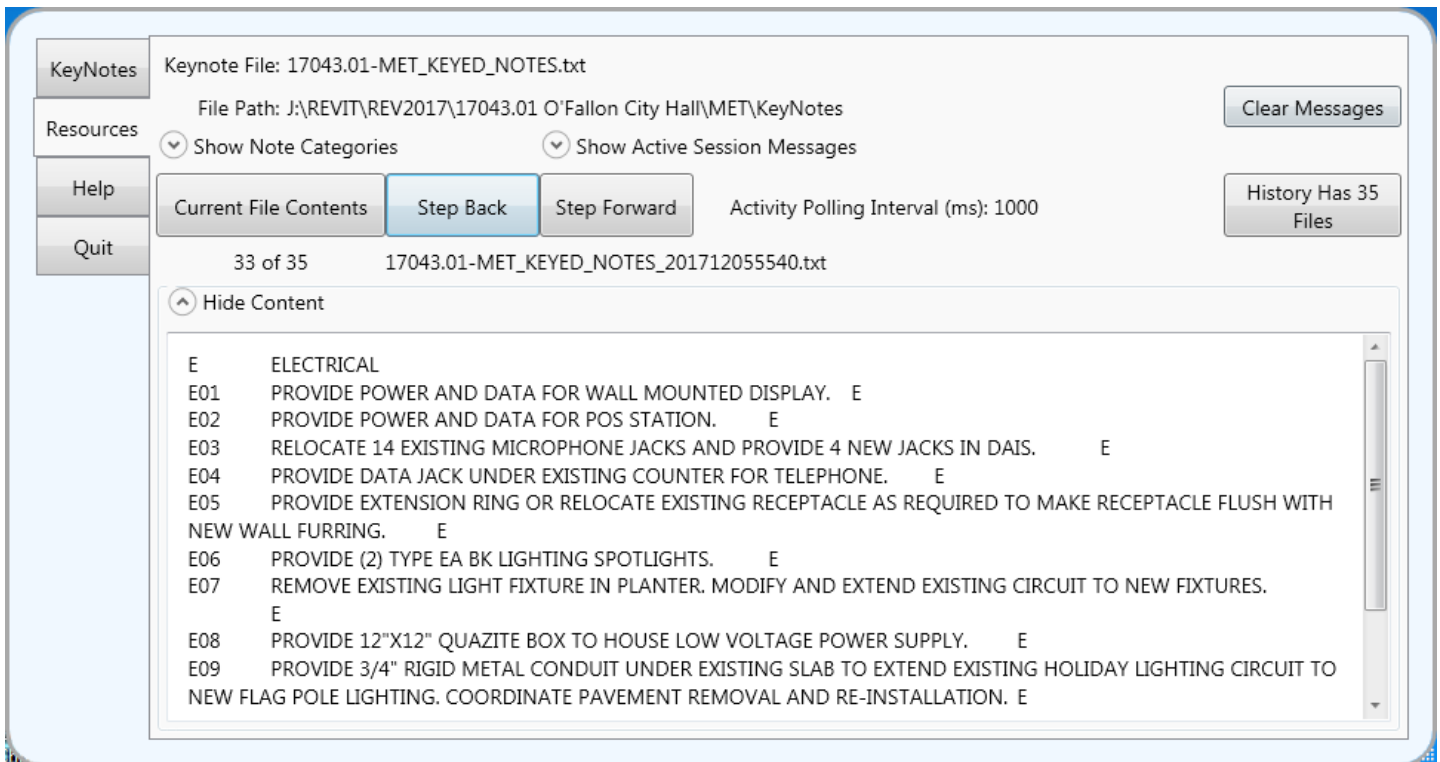 KeyNotes
Resources
Help
Quit
Keynote File: 17043.01-MET_KEYED_NOTES.txt
File Path: J:\REVIT\REV2017\17043.01 O'Fallon City Hall\MET\KeyNotes
Clear Messages
Show Note Categories
Show Active Session Messages
Current File Contents
Step Back
Step Forward
Activity Polling Interval (ms): 1000
History Has 35
Files
33 of 35
17043.01-MET_KEYED_NOTES_201712055540.txt
Hide Content
E ELECTRICAL
E01 PROVIDE POWER AND DATA FOR WALL MOUNTED DISPLAY. E
E02 PROVIDE POWER AND DATA FOR POS STATION. E
E03 RELOCATE 14 EXISTING MICROPHONE JACKS AND PROVIDE 4 NEW JACKS IN DAIS. E
E04 PROVIDE DATA JACK UNDER EXISTING COUNTER FOR TELEPHONE. E
E05 PROVIDE EXTENSION RING OR RELOCATE EXISTING RECEPTACLE AS REQUIRED TO MAKE RECEPTACLE FLUSH WITH
NEW WALL FURRING. E
E06 PROVIDE (2) TYPE EA BK LIGHTING SPOTLIGHTS. E
E07 REMOVE EXISTING LIGHT FIXTURE IN PLANTER. MODIFY AND EXTEND EXISTING CIRCUIT TO NEW FIXTURES.
E
E08 PROVIDE 12"X12" QUAZITE BOX TO HOUSE LOW VOLTAGE POWER SUPPLY. E
E09 PROVIDE 3/4" RIGID METAL CONDUIT UNDER EXISTING SLAB TO EXTEND EXISTING HOLIDAY LIGHTING CIRCUIT TO
NEW FLAG POLE LIGHTING. COORDINATE PAVEMENT REMOVAL AND RE-INSTALLATION. E